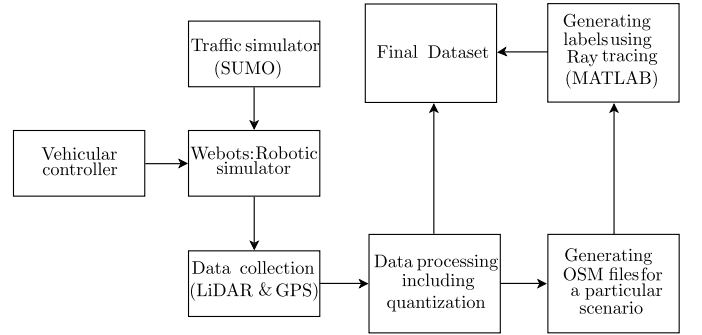 Traffic simulator
(SUMO)
Final Dataset
Generating
labels using
Ray tracing
(MATLAB)
Vehicular
controller
Webots:Robotic
simulator
Data collection
(LiDAR & GPS)
Data processing
including
quantization
Generating
OSM files for
a particular
scenario